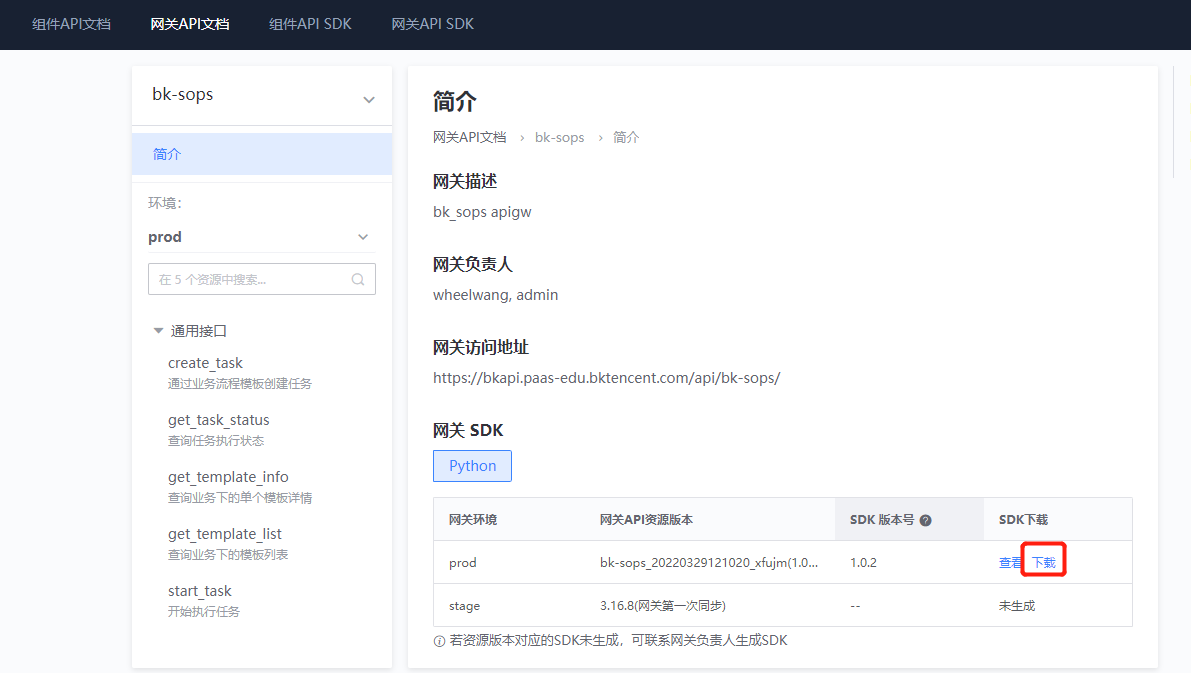 组件API文档 网关API文档 组件API SDK 网关API SDK
bk-sops
简介
环境：
prod
在 5 个资源中搜索...
通用接口
create_task
通过业务流程模板创建任务
get_task_status
查询任务执行状态
get_template_info
查询业务下的单个模板详情
get_template_list
查询业务下的模板列表
start_task
开始执行任务
简介
网关API文档 › bk-sops › 简介
网关描述
bk_sops apigw
网关负责人
wheelwang, admin
网关访问地址
https://bkapi.paas-edu.bktencent.com/api/bk-sops/
网关 SDK
Python
网关环境 网关API资源版本 SDK 版本号 ? SDK下载
prod bk-sops_20220329121020_xfujm(1.0... 1.0.2 查看 下载
stage 3.16.8(网关第一次同步) -- 未生成
若资源版本对应的SDK未生成，可联系网关负责人生成SDK